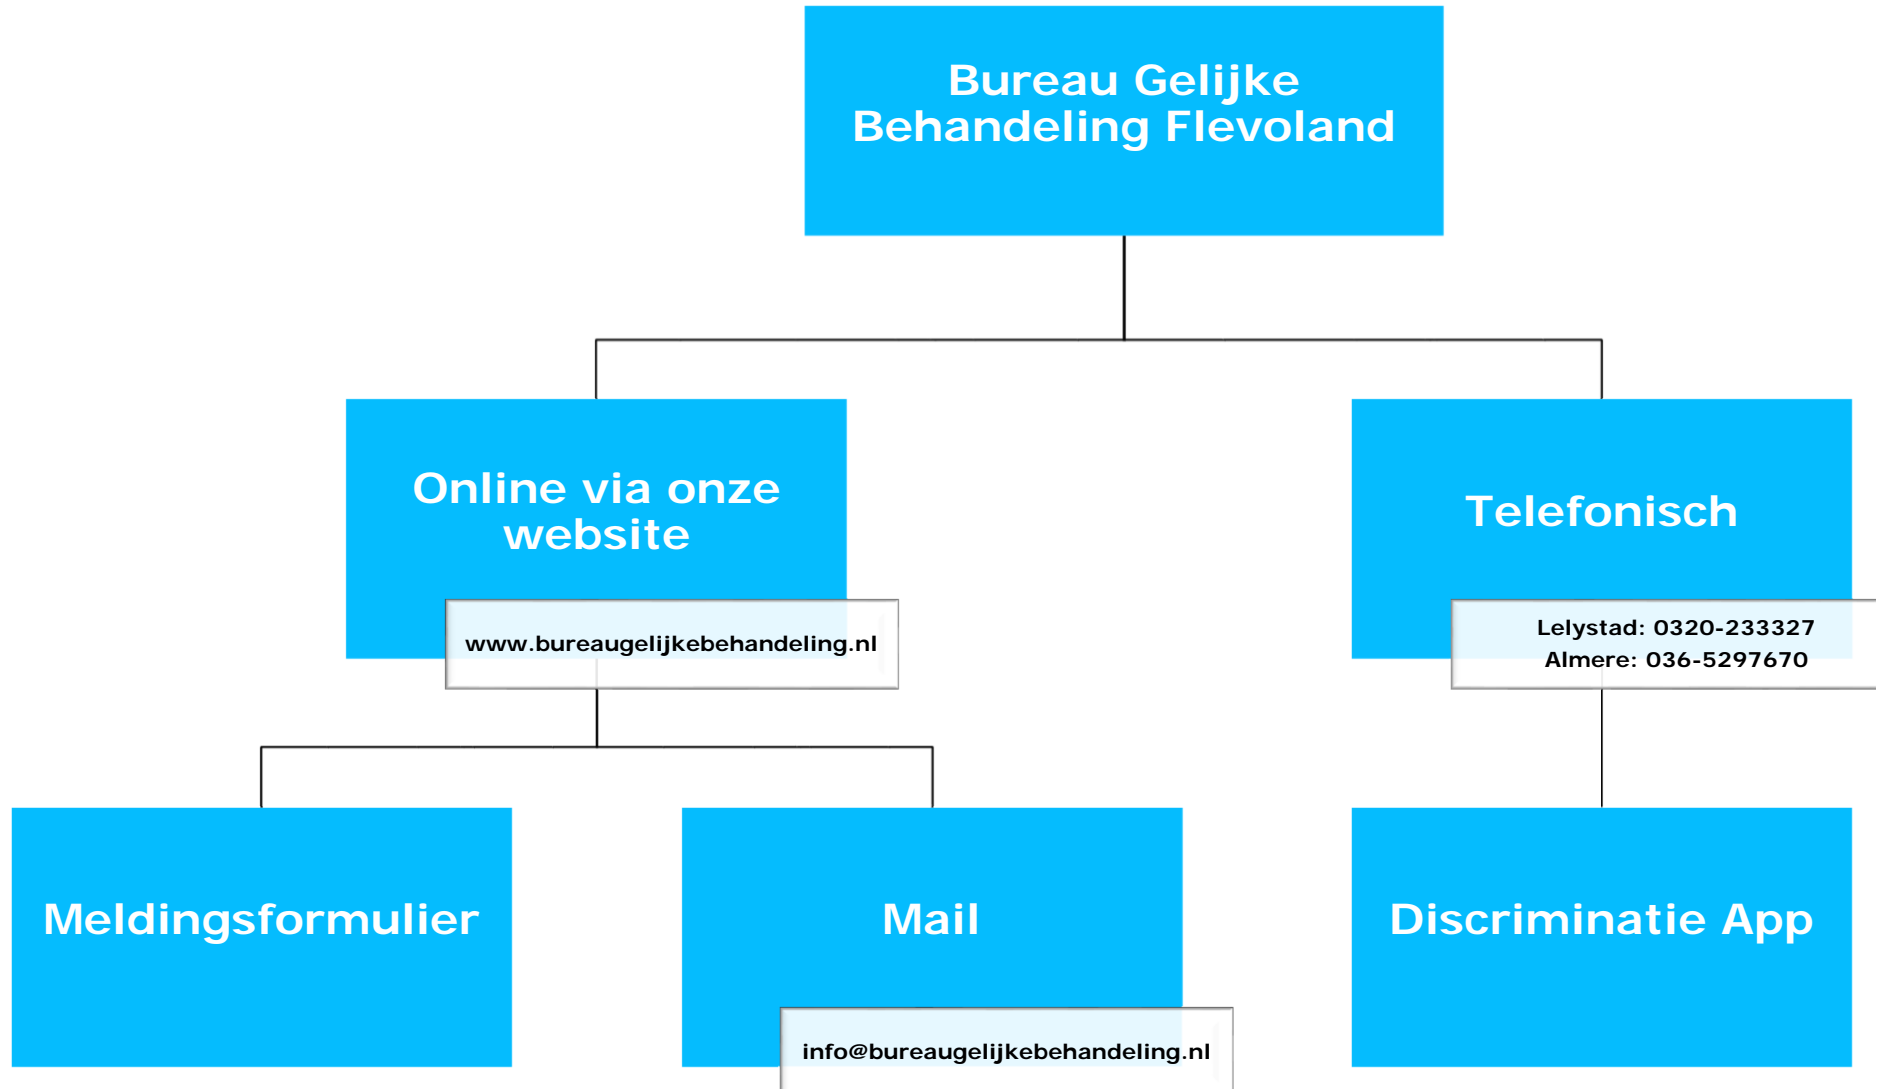 Bureau Gelijke
Behandeling Flevoland
Online via onze
website
www.bureaugelijkebehandeling.nl
Telefonisch
Lelystad: 0320-233327
Almere: 036-5297670
Meldingsformulier
Mail
info@bureaugelijkebehandeling.nl
Discriminatie App